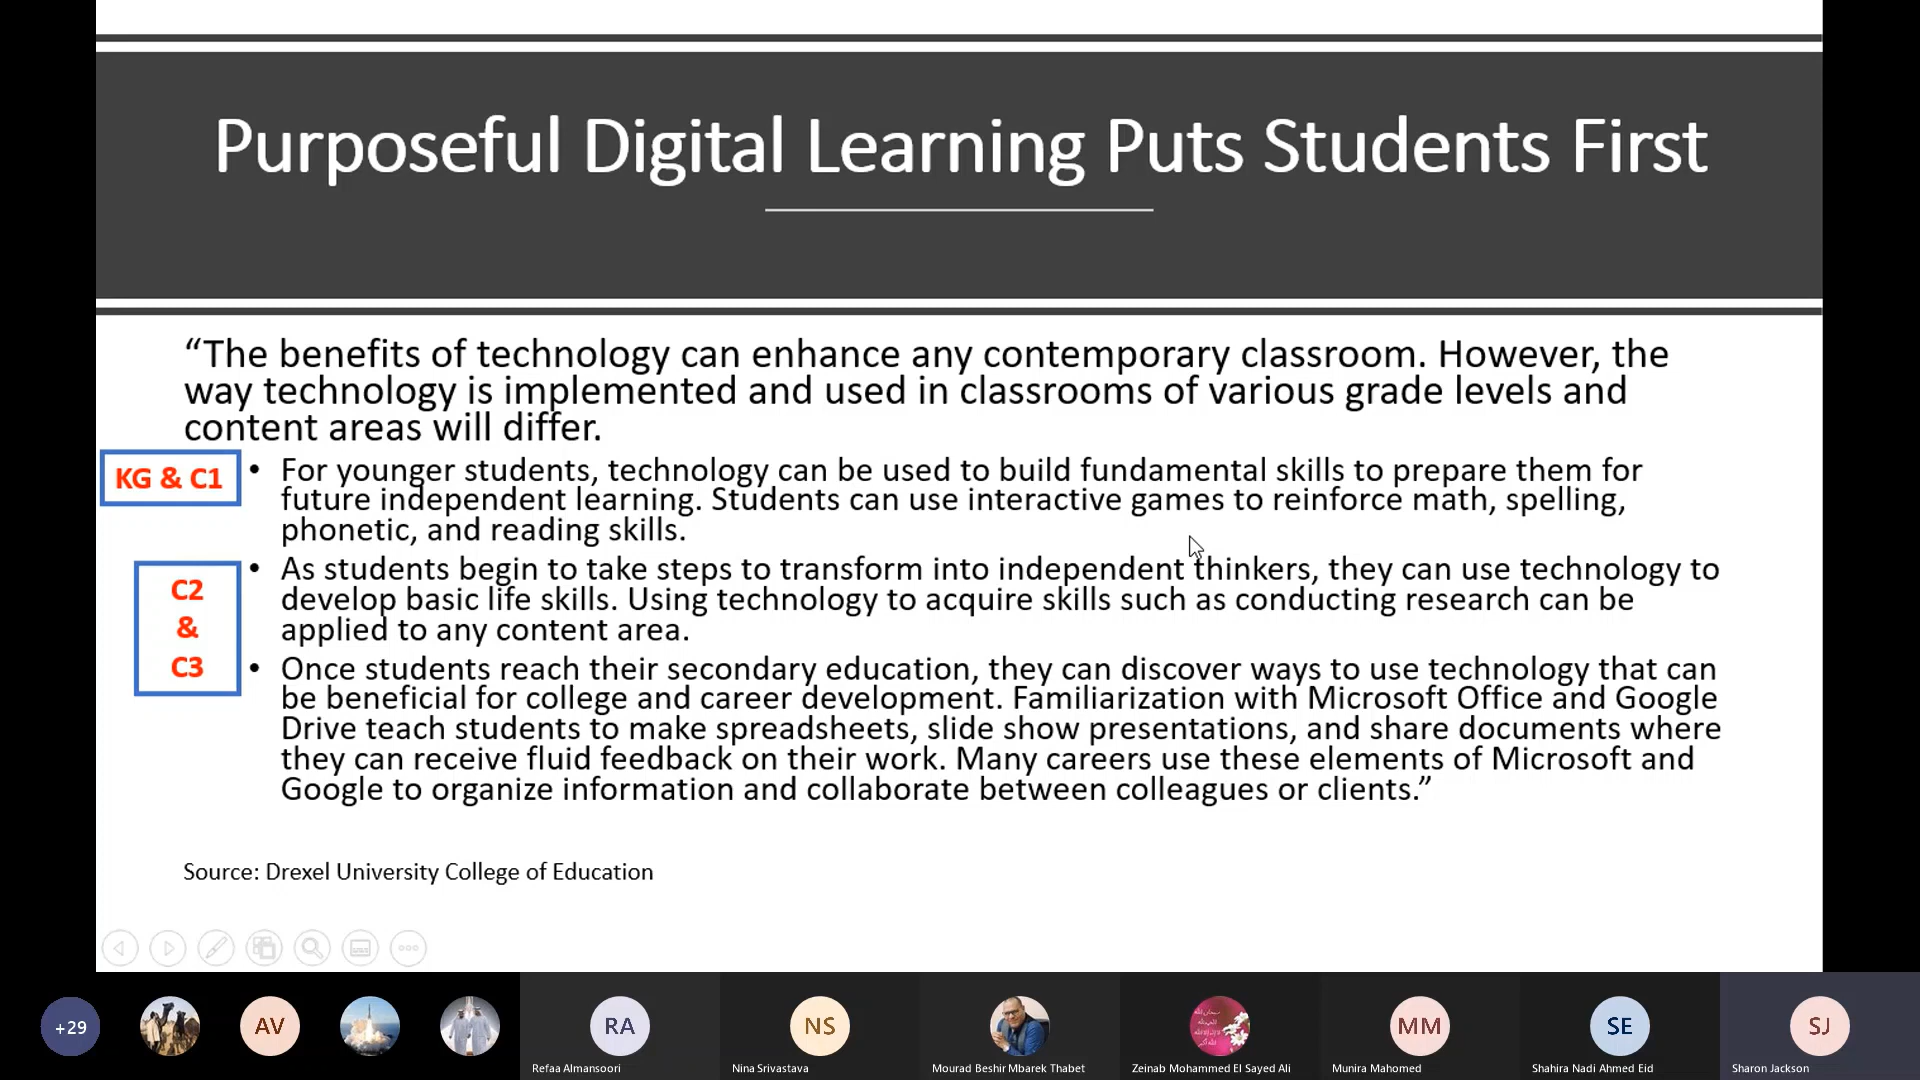 Purposeful Digital Learning Puts Students First
“The benefits of technology can enhance any contemporary classroom. However, the
way technology is implemented and used in classrooms of various grade levels and
content areas will differ.
KG & C1
• For younger students, technology can be used to build fundamental skills to prepare them for
future independent learning. Students can use interactive games to reinforce math, spelling,
phonetic, and reading skills.
C2
&
C3
• As students begin to take steps to transform into independent thinkers, they can use technology to
develop basic life skills. Using technology to acquire skills such as conducting research can be
applied to any content area.
• Once students reach their secondary education, they can discover ways to use technology that can
be beneficial for college and career development. Familiarization with Microsoft Office and Google
Drive teach students to make spreadsheets, slide show presentations, and share documents where
they can receive fluid feedback on their work. Many careers use these elements of Microsoft and
Google to organize information and collaborate between colleagues or clients.”
Source: Drexel University College of Education
+29
AV
RA
NS
MM
SE
SJ
Refaa Almansoori
Nina Srivastava
Mourad Beshir Mbarek Thabet
Zeinab Mohammed El Sayed Ali
Munira Mahomed
Shahira Nadi Ahmed Eid
Sharon Jackson